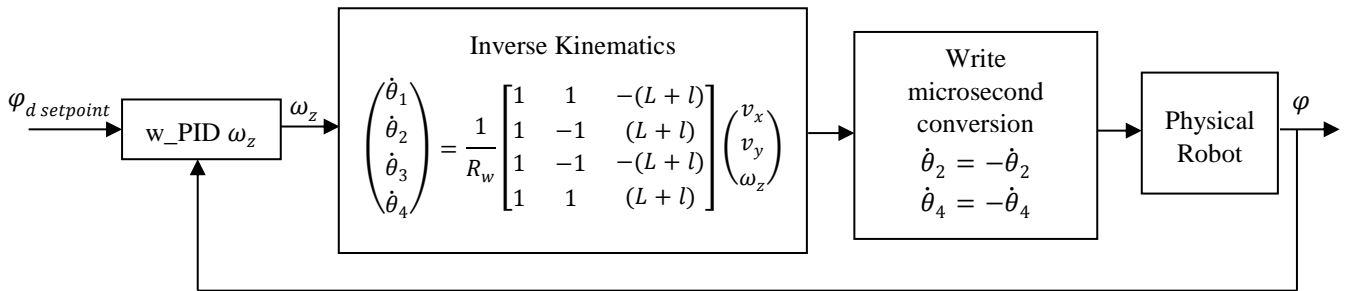 φ_d setpoint
w_PID ω_z
ω_z
Inverse Kinematics
(θ̇_1 θ̇_2 θ̇_3 θ̇_4) = 1/R_w [1 1 −(L + l)
1 −1 (L + l)
1 −1 −(L + l)
1 1 (L + l)] (v_x v_y ω_z)
Write
microsecond
conversion
θ̇_2 = −θ̇_2
θ̇_4 = −θ̇_4
Physical
Robot
φ